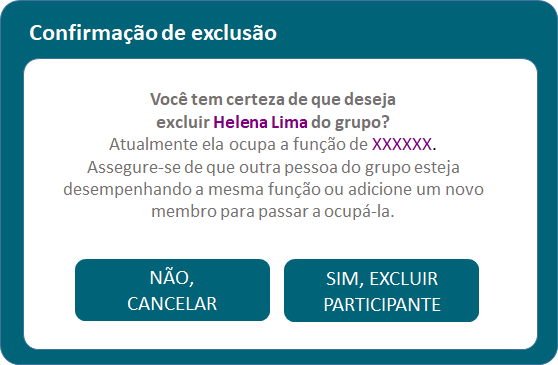 Confirmação de exclusão
Você tem certeza de que deseja
excluir Helena Lima do grupo?
Atualmente ela ocupa a função de XXXXXX.
Assegure-se de que outra pessoa do grupo esteja
desempenhando a mesma função ou adicione um novo
membro para passar a ocupá-la.
NÃO,
CANCELAR
SIM, EXCLUIR
PARTICIPANTE